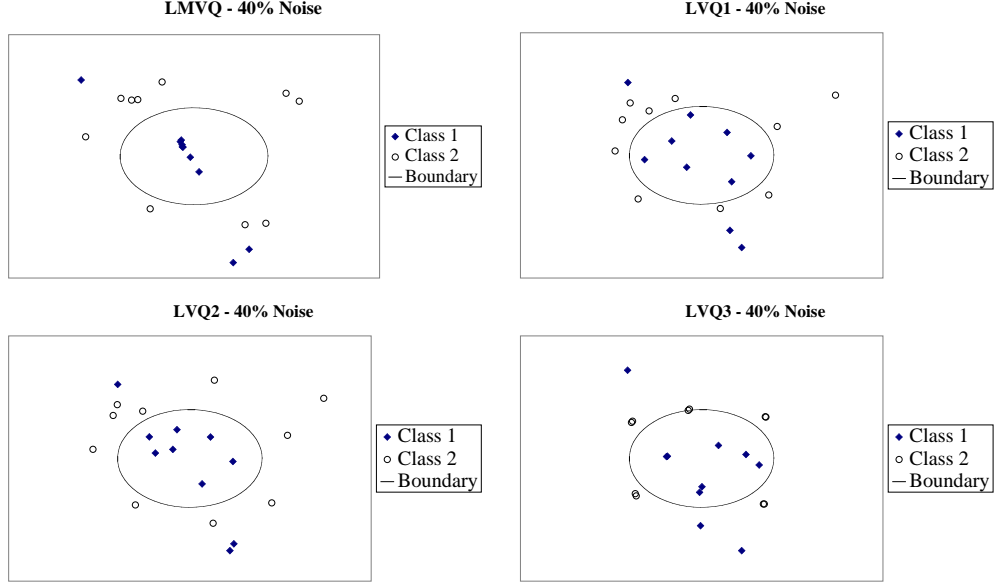 LMVQ - 40% Noise
Class 1
Class 2
Boundary
LVQ1 - 40% Noise
Class 1
Class 2
Boundary
LVQ2 - 40% Noise
Class 1
Class 2
Boundary
LVQ3 - 40% Noise
Class 1
Class 2
Boundary